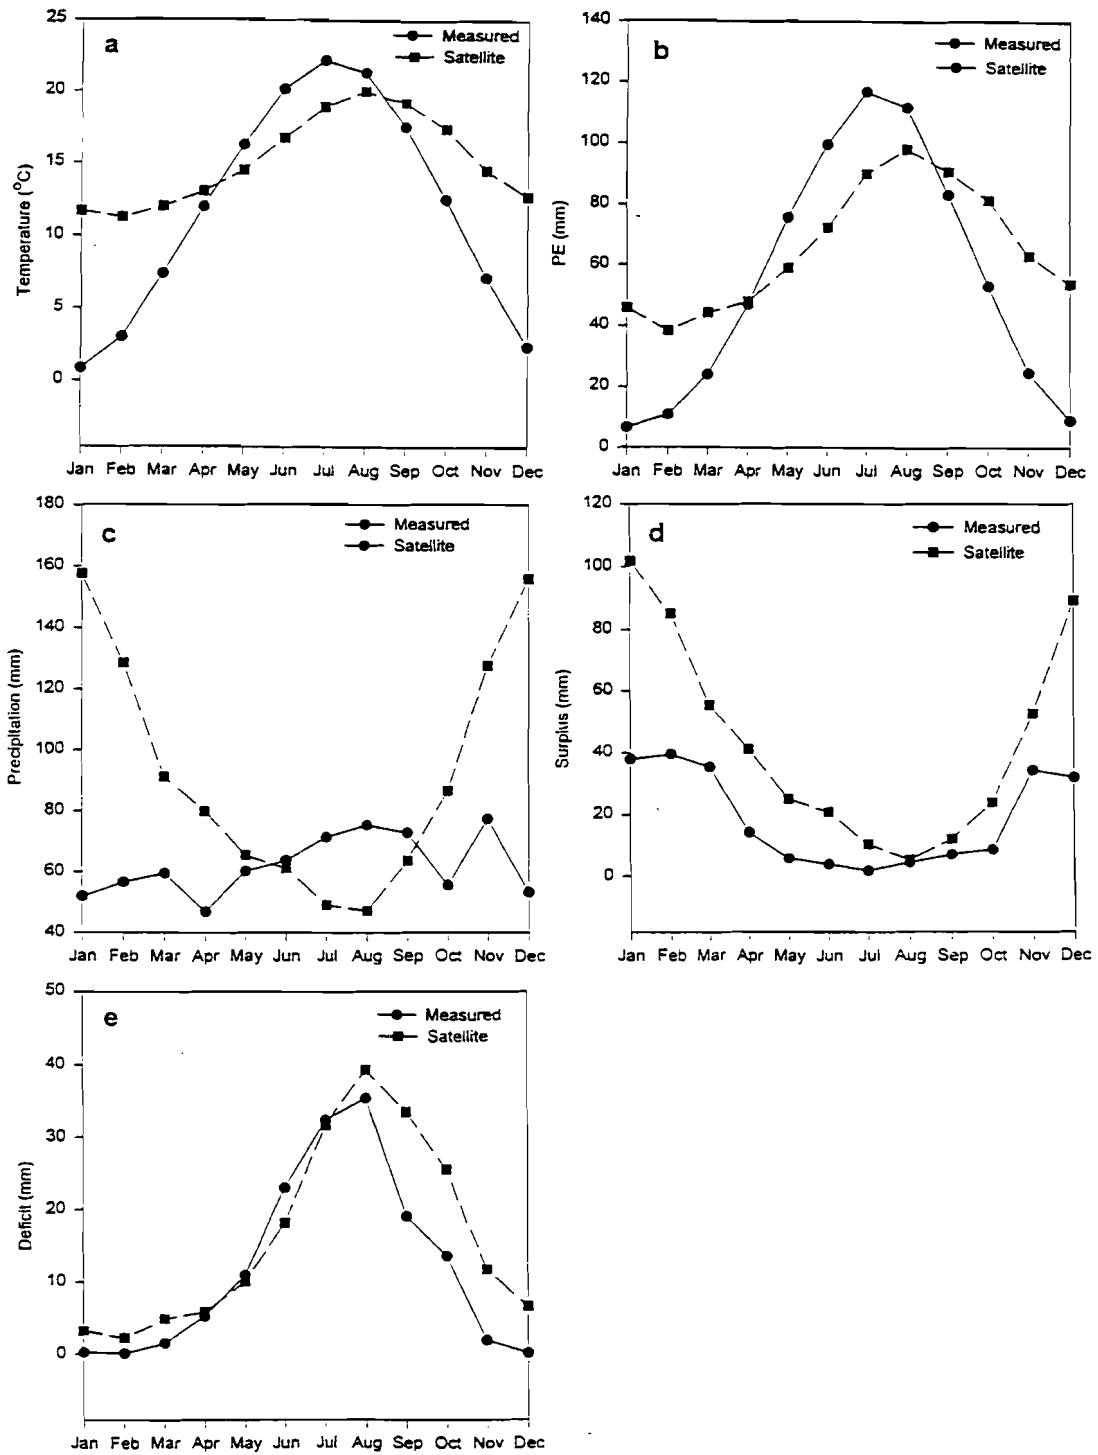 a
Measured
Satellite
25
20
15
10
5
0
Temperature (°C)
Jan Feb Mar Apr May Jun Jul Aug Sep Oct Nov Dec
b
Measured
Satellite
140
120
100
80
60
40
20
0
PE (mm)
Jan Feb Mar Apr May Jun Jul Aug Sep Oct Nov Dec
c
Measured
Satellite
180
160
140
120
100
80
60
40
Precipitation (mm)
Jan Feb Mar Apr May Jun Jul Aug Sep Oct Nov Dec
d
Measured
Satellite
120
100
80
60
40
20
0
Surplus (mm)
Jan Feb Mar Apr May Jun Jul Aug Sep Oct Nov Dec
e
Measured
Satellite
50
40
30
20
10
0
Deficit (mm)
Jan Feb Mar Apr May Jun Jul Aug Sep Oct Nov Dec